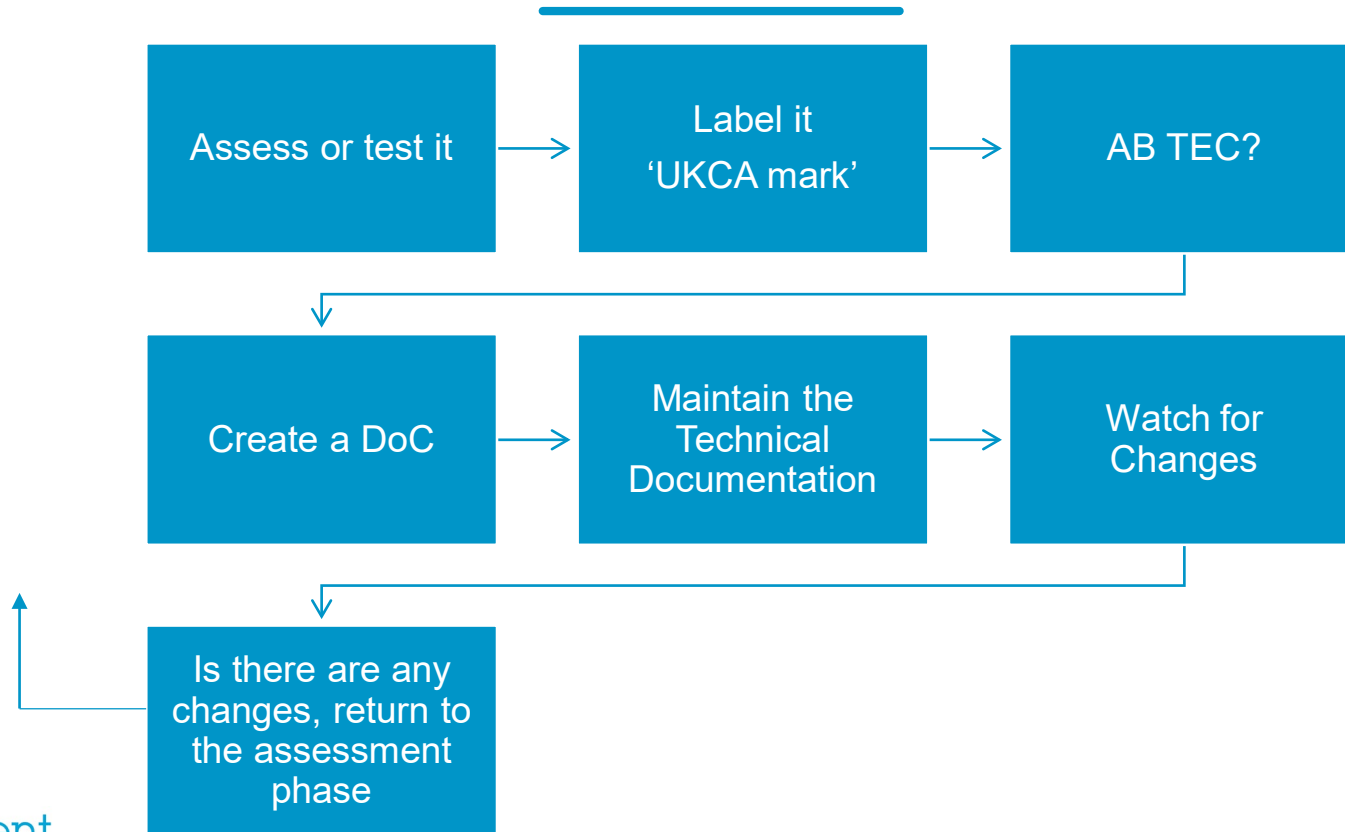 Assess or test it
Label it
‘UKCA mark’
AB TEC?
Create a DoC
Maintain the
Technical
Documentation
Watch for
Changes
Is there are any
changes, return to
the assessment
phase